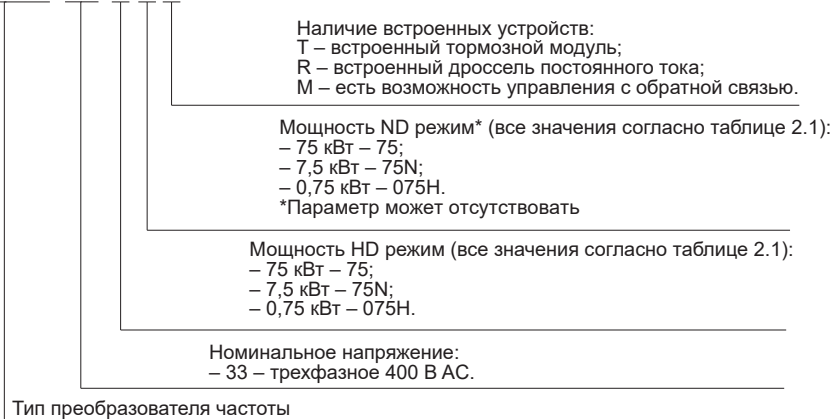 Наличие встроенных устройств:
Т – встроенный тормозной модуль;
R – встроенный дроссель постоянного тока;
М – есть возможность управления с обратной связью.
Мощность ND режим* (все значения согласно таблице 2.1):
– 75 кВт – 75;
– 7,5 кВт – 75N;
– 0,75 кВт – 075H.
*Параметр может отсутствовать
Мощность HD режим (все значения согласно таблице 2.1):
– 75 кВт – 75;
– 7,5 кВт – 75N;
– 0,75 кВт – 075H.
Номинальное напряжение:
– 33 – трехфазное 400 В AC.
Тип преобразователя частоты